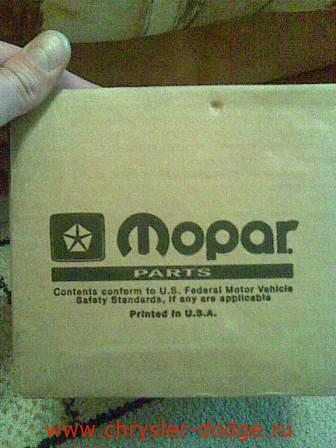 Mopar.
PARTS
Contents conform to U.S. Federal Motor Vehicle
Safety Standards, if any are applicable
Printed in U.S.A.
www.chrysler-dodge.ru